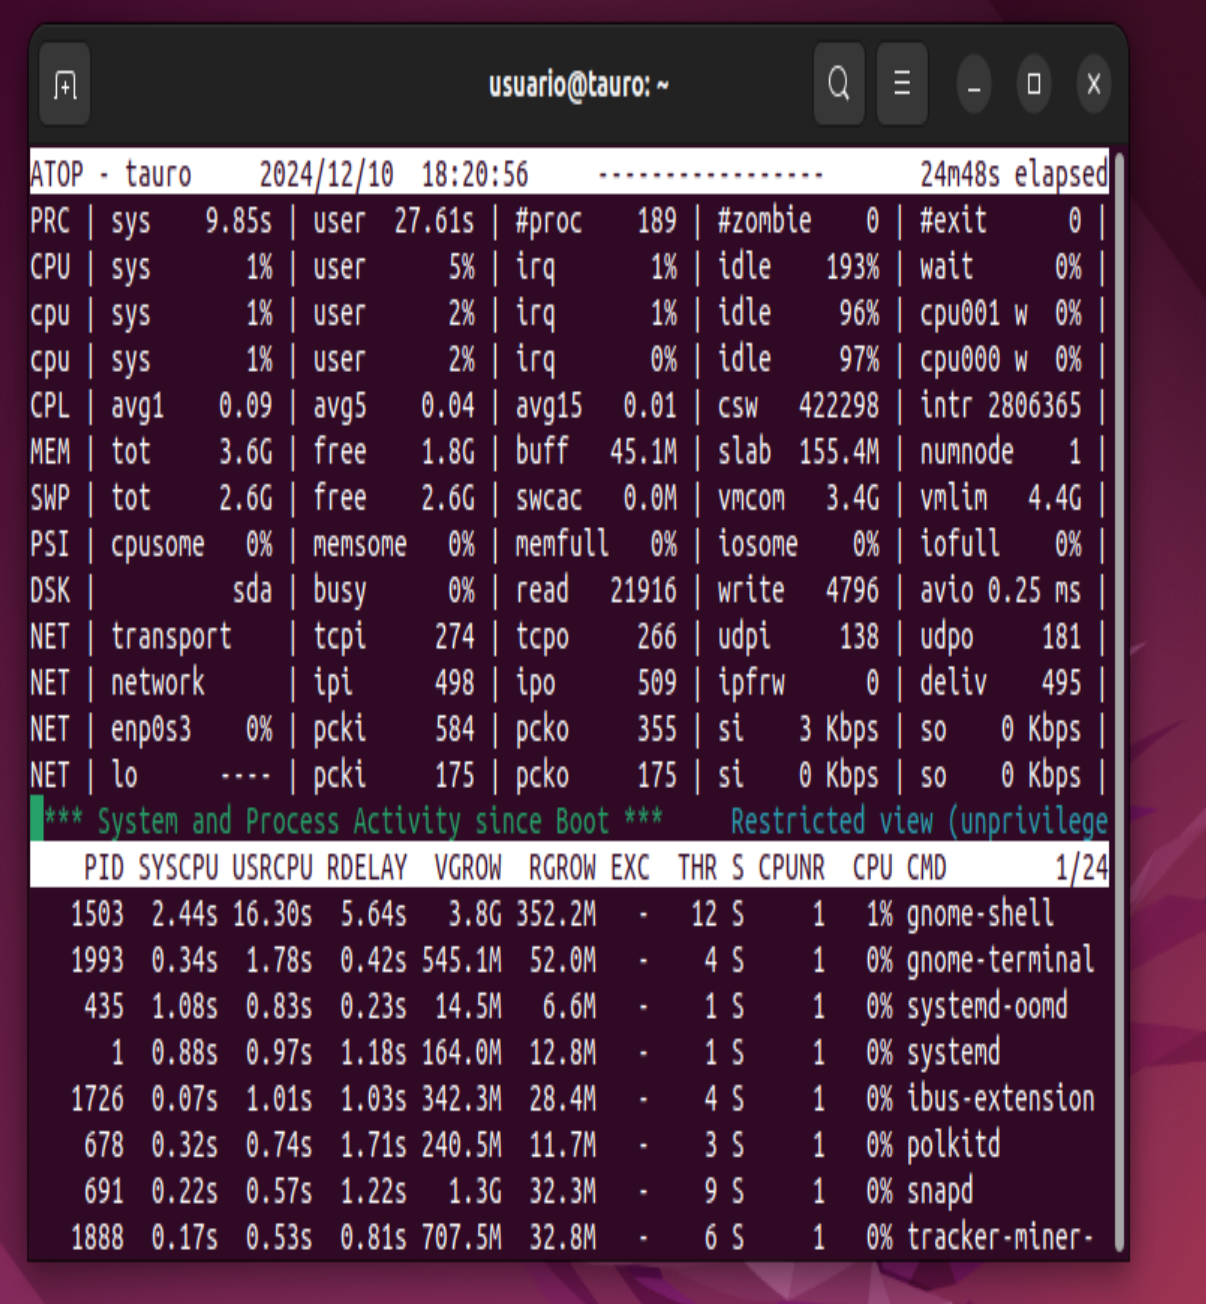 usuario@tauro: ~
ATOP - tauro 2024/12/10 18:20:56 ----------------- 24m48s elapsed
PRC | sys 9.85s | user 27.61s | #proc 189 | #zombie 0 | #exit 0 |
CPU | sys 1% | user 5% | irq 1% | idle 193% | wait 0% |
cpu | sys 1% | user 2% | irq 1% | idle 96% | cpu001 w 0% |
cpu | sys 1% | user 2% | irq 0% | idle 97% | cpu000 w 0% |
CPL | avg1 0.09 | avg5 0.04 | avg15 0.01 | csw 422298 | intr 2806365 |
MEM | tot 3.6G | free 1.8G | buff 45.1M | slab 155.4M | numnode 1 |
SWP | tot 2.6G | free 2.6G | swcac 0.0M | vmcom 3.4G | vmlim 4.4G |
PSI | cpusome 0% | memsome 0% | memfull 0% | iosome 0% | iofull 0% |
DSK | sda | busy 0% | read 21916 | write 4796 | avio 0.25 ms |
NET | transport | tcpi 274 | tcpo 266 | udpi 138 | udpo 181 |
NET | network | ipi 498 | ipo 509 | ipfrw 0 | deliv 495 |
NET | enp0s3 0% | pcki 584 | pcko 355 | si 3 Kbps | so 0 Kbps |
NET | lo ---- | pcki 175 | pcko 175 | si 0 Kbps | so 0 Kbps |
*** System and Process Activity since Boot *** Restricted view (unprivilege
PID SYSCPU USRCPU RDELAY VGROW RGROW EXC THR S CPUNR CPU CMD 1/24
1503 2.44s 16.30s 5.64s 3.8G 352.2M - 12 S 1 1% gnome-shell
1993 0.34s 1.78s 0.42s 545.1M 52.0M - 4 S 1 0% gnome-terminal
435 1.08s 0.83s 0.23s 14.5M 6.6M - 1 S 1 0% systemd-oomd
1 0.88s 0.97s 1.18s 164.0M 12.8M - 1 S 1 0% systemd
1726 0.07s 1.01s 1.03s 342.3M 28.4M - 4 S 1 0% ibus-extension
678 0.32s 0.74s 1.71s 240.5M 11.7M - 3 S 1 0% polkitd
691 0.22s 0.57s 1.22s 1.3G 32.3M - 9 S 1 0% snapd
1888 0.17s 0.53s 0.81s 707.5M 32.8M - 6 S 1 0% tracker-miner-